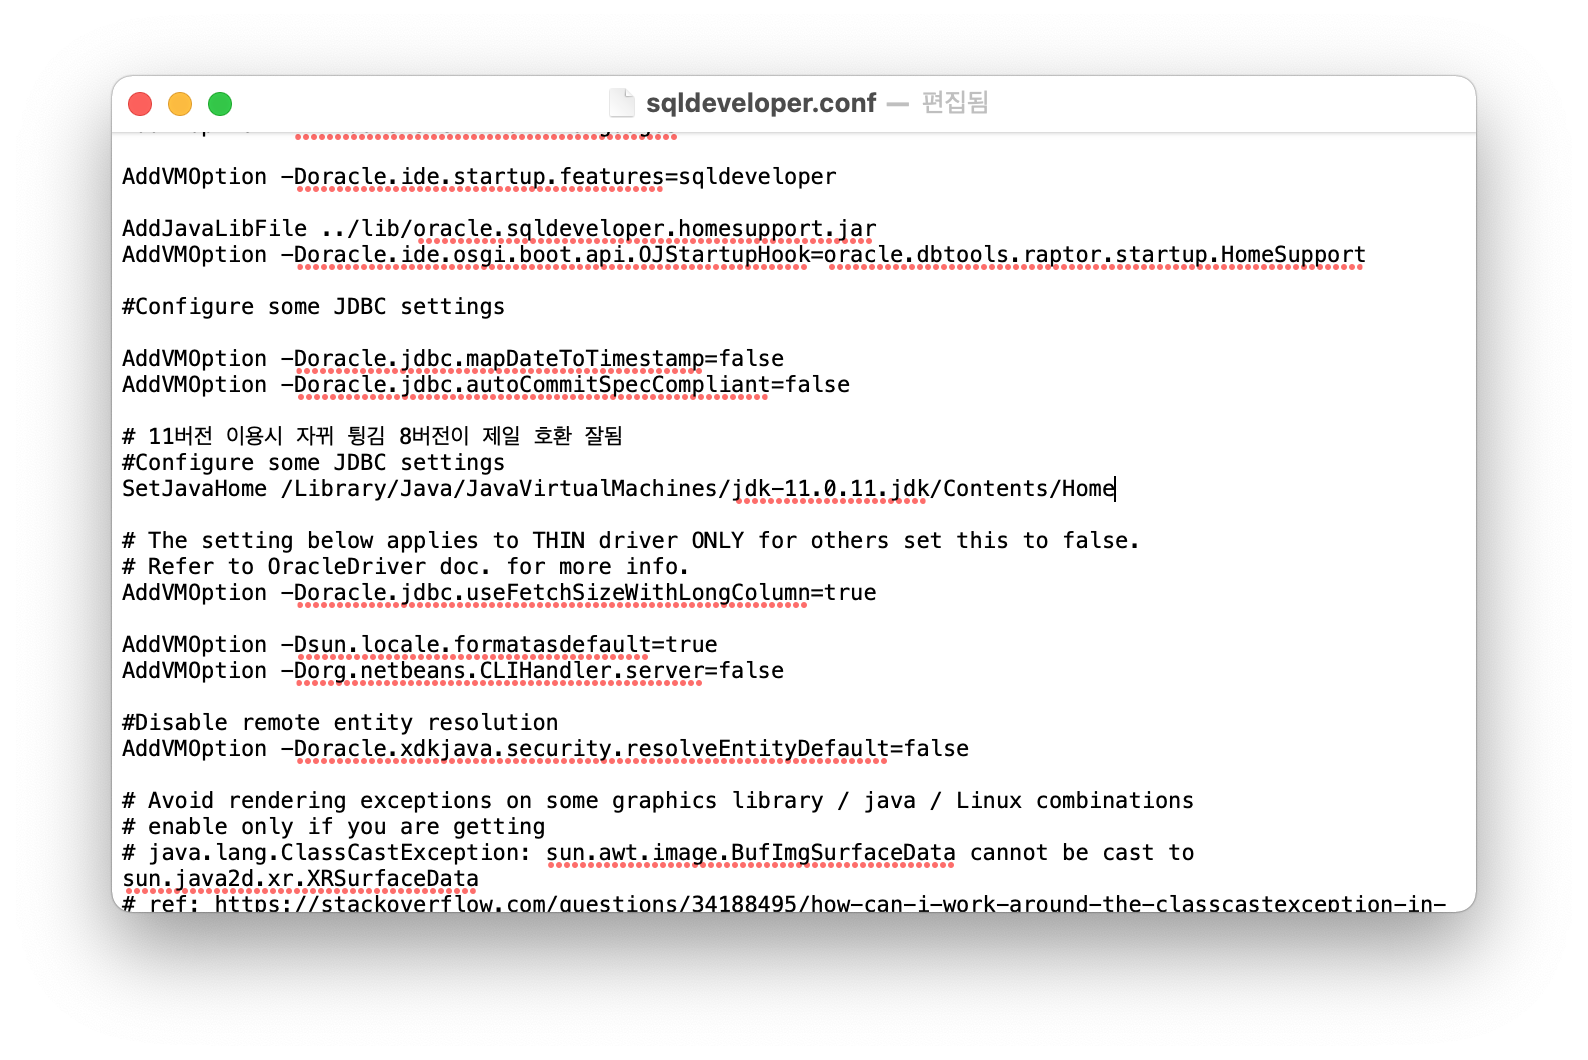 sqldeveloper.conf — 편집됨
AddVMOption -Doracle.ide.startup.features=sqldeveloper
AddJavaLibFile ../lib/oracle.sqldeveloper.homesupport.jar
AddVMOption -Doracle.ide.osgi.boot.api.OJStartupHook=oracle.dbtools.raptor.startup.HomeSupport
#Configure some JDBC settings
AddVMOption -Doracle.jdbc.mapDateToTimestamp=false
AddVMOption -Doracle.jdbc.autoCommitSpecCompliant=false
# 11버전 이용시 자뀌 튕김 8버전이 제일 호환 잘됨
#Configure some JDBC settings
SetJavaHome /Library/Java/JavaVirtualMachines/jdk-11.0.11.jdk/Contents/Home
# The setting below applies to THIN driver ONLY for others set this to false.
# Refer to OracleDriver doc. for more info.
AddVMOption -Doracle.jdbc.useFetchSizeWithLongColumn=true
AddVMOption -Dsun.locale.formatasdefault=true
AddVMOption -Dorg.netbeans.CLIHandler.server=false
#Disable remote entity resolution
AddVMOption -Doracle.xdkjava.security.resolveEntityDefault=false
# Avoid rendering exceptions on some graphics library / java / Linux combinations
# enable only if you are getting
# java.lang.ClassCastException: sun.awt.image.BufImgSurfaceData cannot be cast to
sun.java2d.xr.XRSurfaceData
# ref: https://stackoverflow.com/questions/34188495/how-can-i-work-around-the-classcastexception-in-